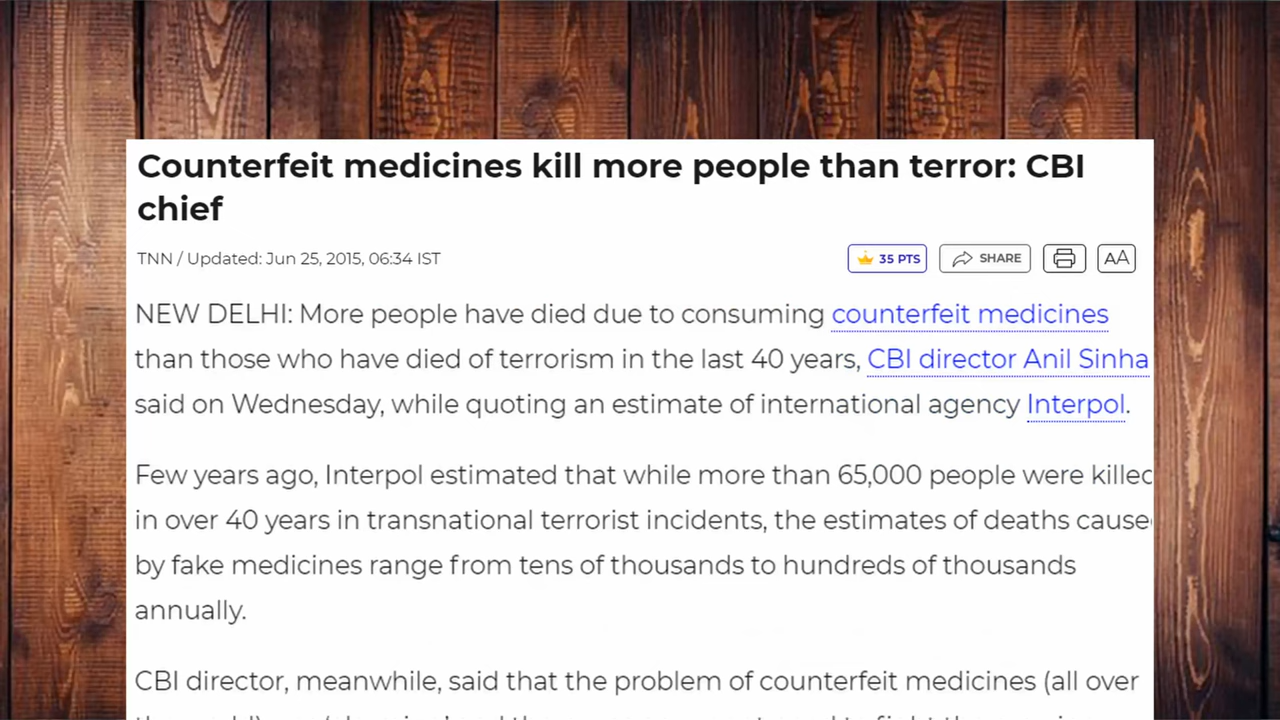 Counterfeit medicines kill more people than terror: CBI
chief
TNN / Updated: Jun 25, 2015, 06:34 IST
35 PTS
SHARE
AA
NEW DELHI: More people have died due to consuming counterfeit medicines
than those who have died of terrorism in the last 40 years, CBI director Anil Sinha
said on Wednesday, while quoting an estimate of international agency Interpol.
Few years ago, Interpol estimated that while more than 65,000 people were killed
in over 40 years in transnational terrorist incidents, the estimates of deaths cause
by fake medicines range from tens of thousands to hundreds of thousands
annually.
CBI director, meanwhile, said that the problem of counterfeit medicines (all over